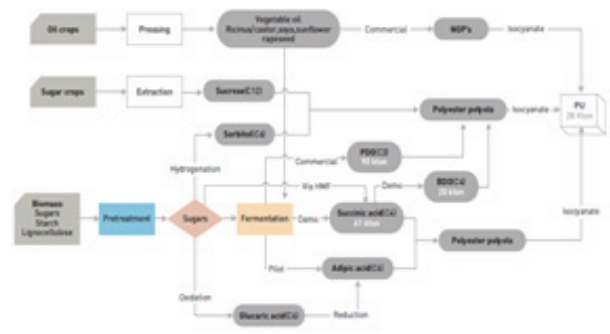 Oil crops
Pressing
Vegetable oil
Ricinus/castor,soya,sunflower
rapeseed
Commercial
NOP's
Isocyanate
Sugar crops
Extraction
Sucrose(C12)
Polyester polyols
Isocyanate
PU
Sorbitol(C6)
Hydrogenation
Commercial
PDO(C3)
90 kton
Via HMF
Demo
BDO(C4)
20 kton
Biomass
Sugars
Starch
Lignocellulose
Pretreatment
Sugars
Fermentation
Demo
Succinic acid(C4)
Isocyanate
Polyester polyols
Pilot
Adipic acid(C6)
Oxidation
Glucaric acid(C6)
Reduction